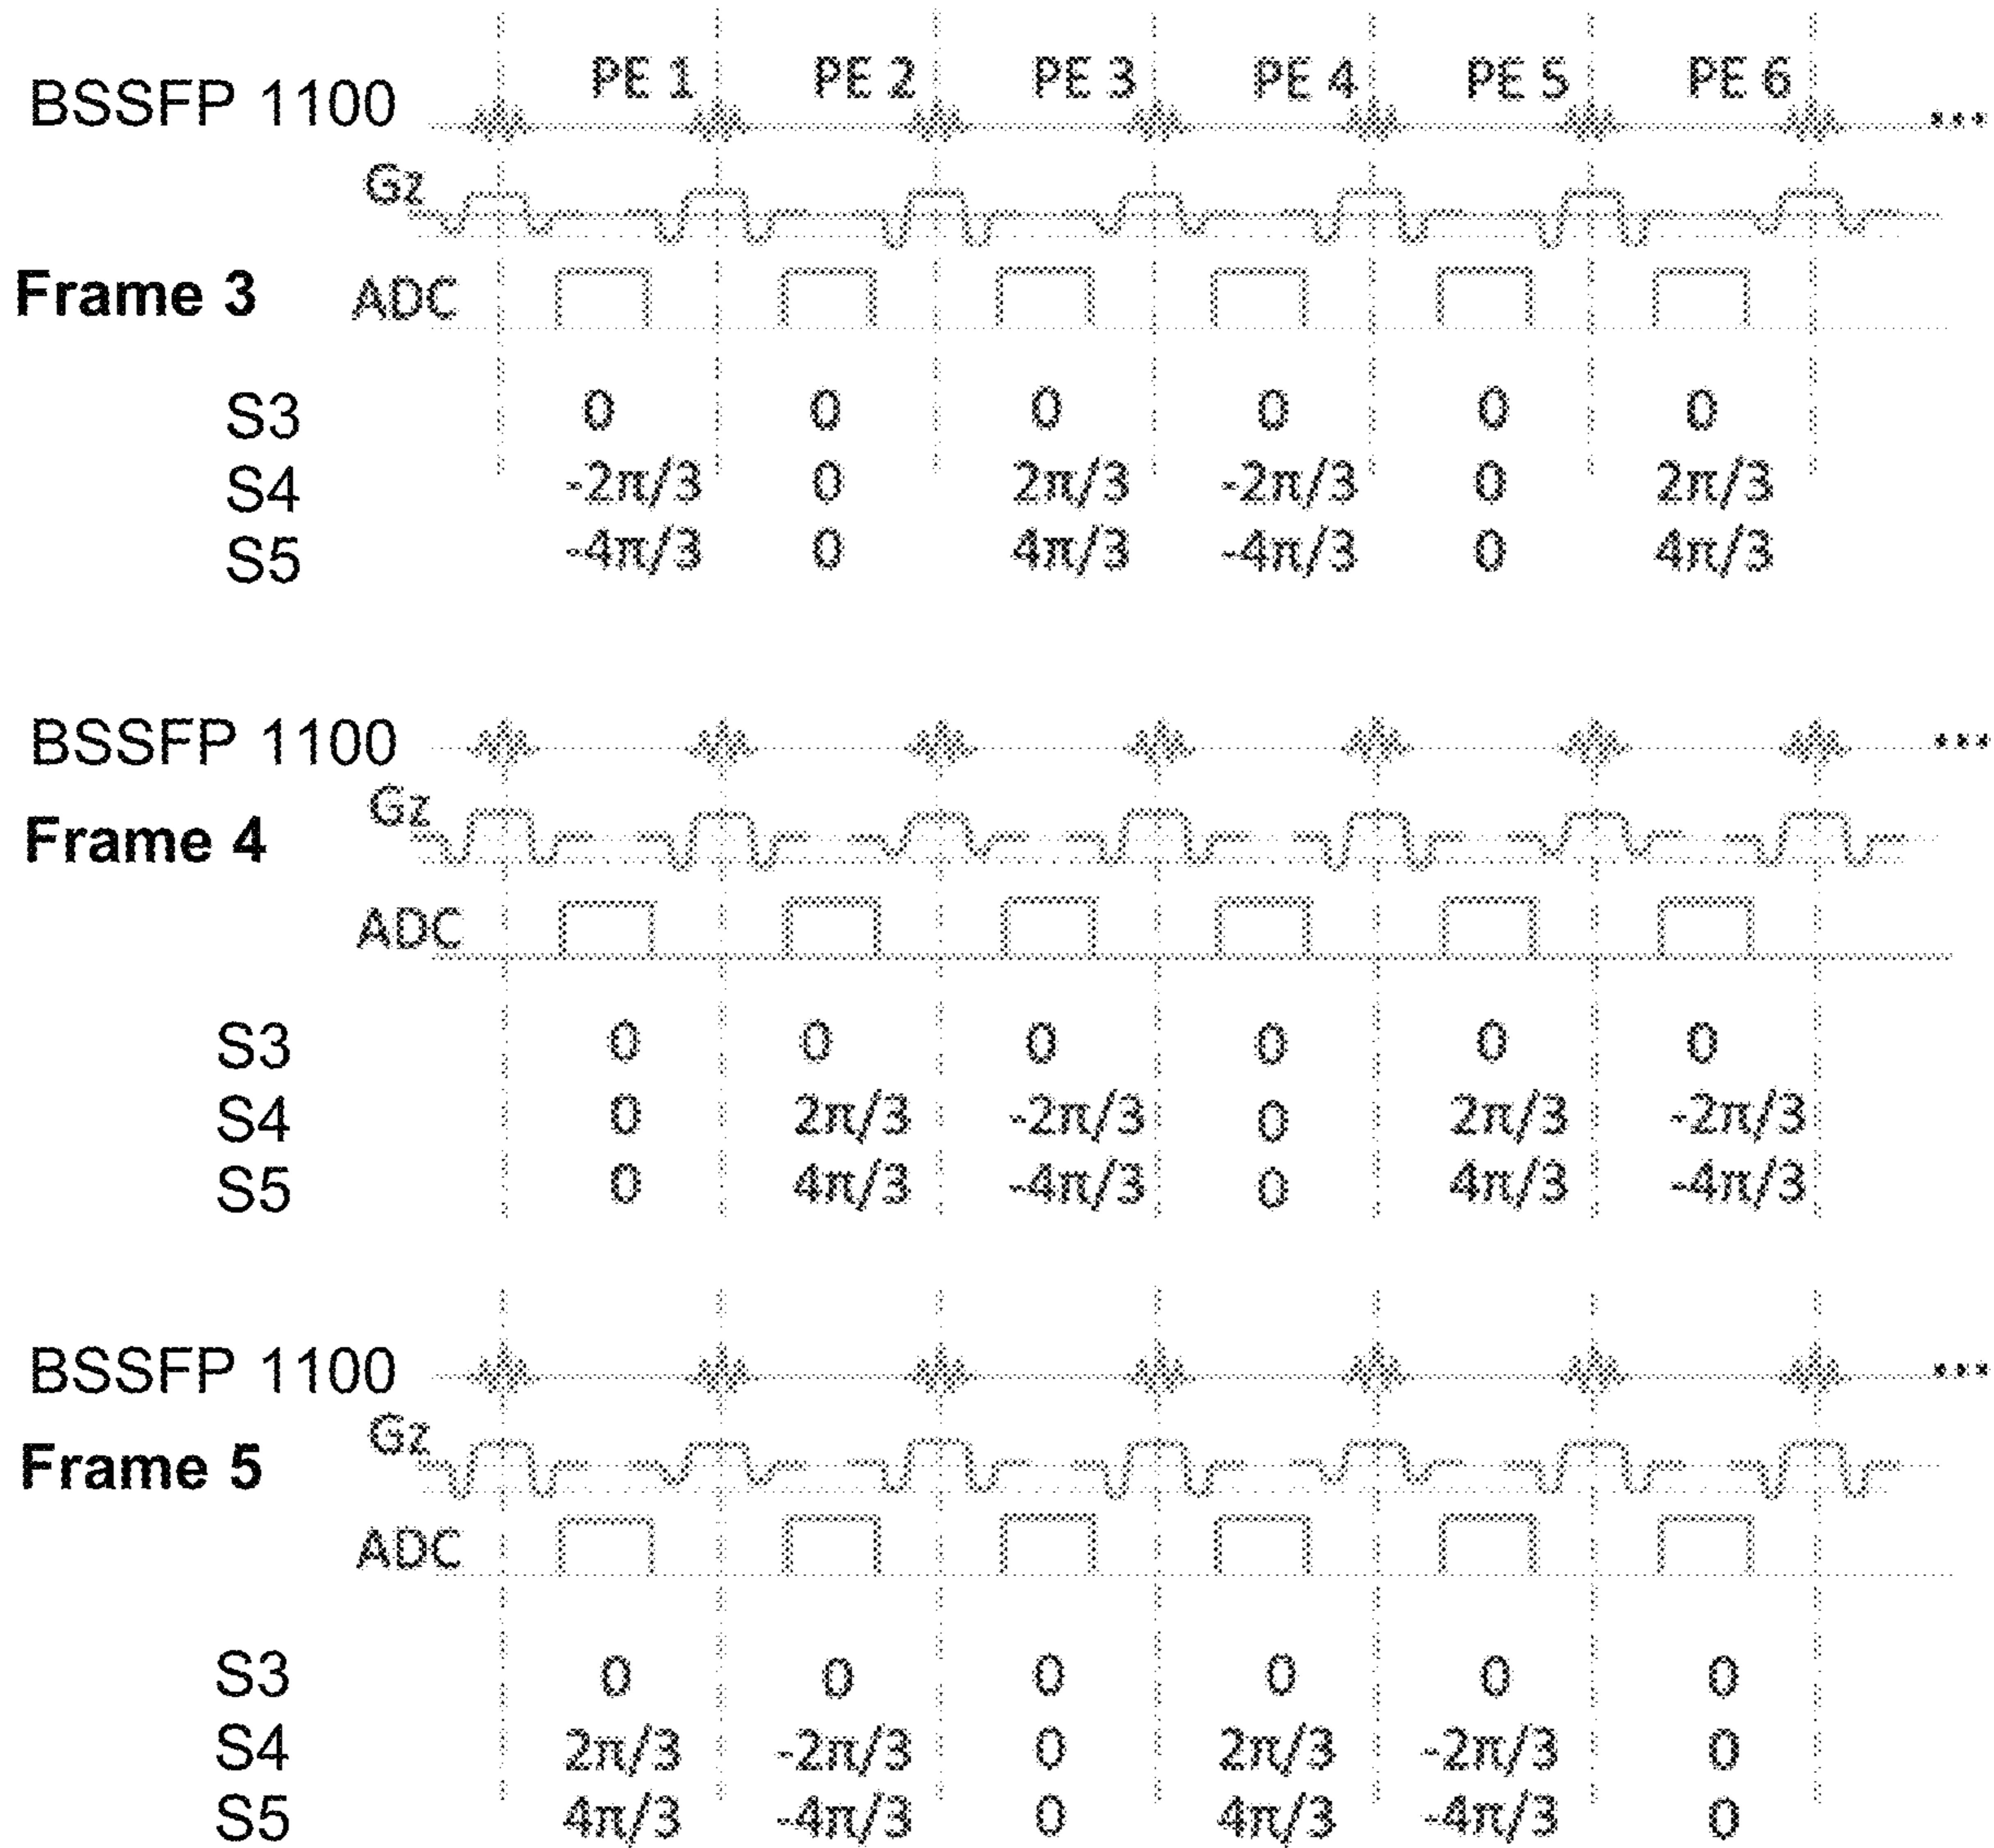 PE 1 PE 2 PE 3 PE 4 PE 5 PE 6
BSSFP 1100 ...
Gz
Frame 3 ADC
S3 0 0 0 0 0 0
S4 -2π/3 0 2π/3 -2π/3 0 2π/3
S5 -4π/3 0 4π/3 -4π/3 0 4π/3
BSSFP 1100 ...
Gz
Frame 4
ADC
S3 0 0 0 0 0 0
S4 0 2π/3 -2π/3 0 2π/3 -2π/3
S5 0 4π/3 -4π/3 0 4π/3 -4π/3
BSSFP 1100 ...
Gz
Frame 5
ADC
S3 0 0 0 0 0 0
S4 2π/3 -2π/3 0 2π/3 -2π/3 0
S5 4π/3 -4π/3 0 4π/3 -4π/3 0